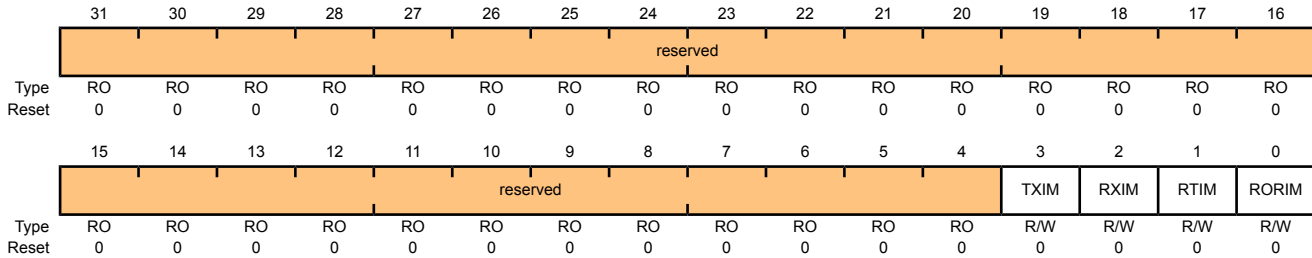 31 30 29 28 27 26 25 24 23 22 21 20 19 18 17 16
reserved
Type RO RO RO RO RO RO RO RO RO RO RO RO RO RO RO RO
Reset 0 0 0 0 0 0 0 0 0 0 0 0 0 0 0 0
15 14 13 12 11 10 9 8 7 6 5 4 3 2 1 0
reserved TXIM RXIM RTIM RORIM
Type RO RO RO RO RO RO RO RO RO RO RO RO R/W R/W R/W R/W
Reset 0 0 0 0 0 0 0 0 0 0 0 0 0 0 0 0